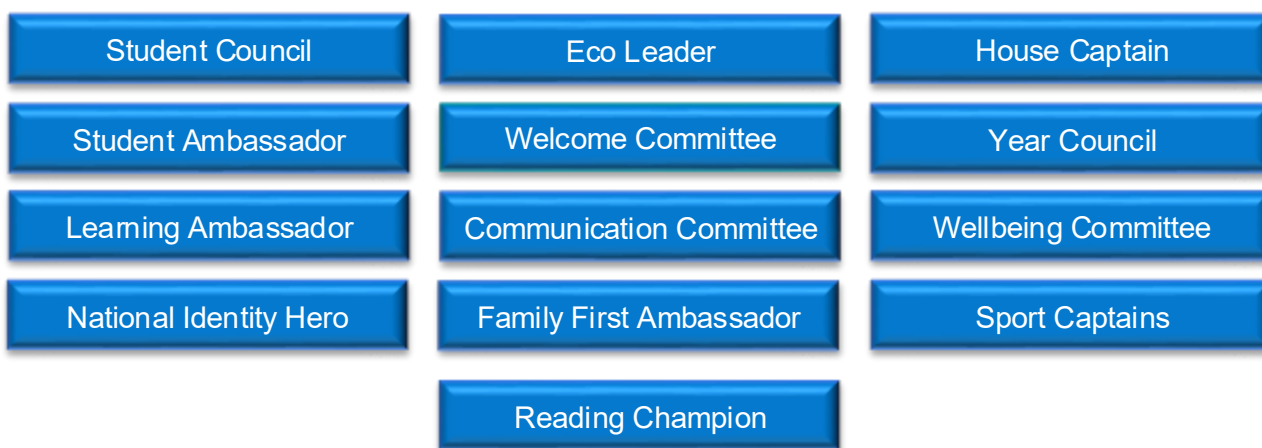 Student Council
Eco Leader
House Captain
Student Ambassador
Welcome Committee
Year Council
Learning Ambassador
Communication Committee
Wellbeing Committee
National Identity Hero
Family First Ambassador
Sport Captains
Reading Champion